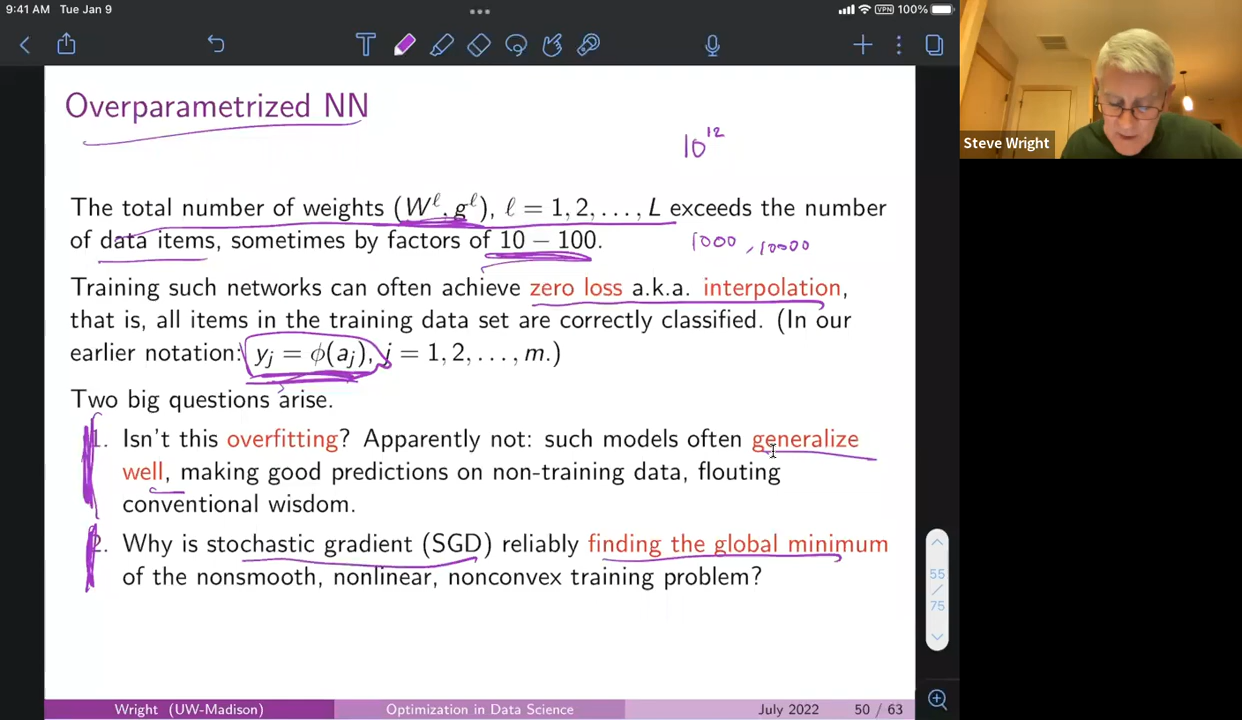 9:41 AM Tue Jan 9
VPN 100%
Overparametrized NN
10^12
The total number of weights (W^ℓ, g^ℓ), ℓ = 1, 2, . . . , L exceeds the number
of data items, sometimes by factors of 10 − 100.
1000, 10000
Training such networks can often achieve zero loss a.k.a. interpolation,
that is, all items in the training data set are correctly classified. (In our
earlier notation: y_j = ϕ(a_j), j = 1, 2, . . . , m.)
Two big questions arise.
1. Isn't this overfitting? Apparently not: such models often generalize
well, making good predictions on non-training data, flouting
conventional wisdom.
2. Why is stochastic gradient (SGD) reliably finding the global minimum
of the nonsmooth, nonlinear, nonconvex training problem?
55
/
75
Wright (UW-Madison) Optimization in Data Science July 2022 50 / 63
Steve Wright